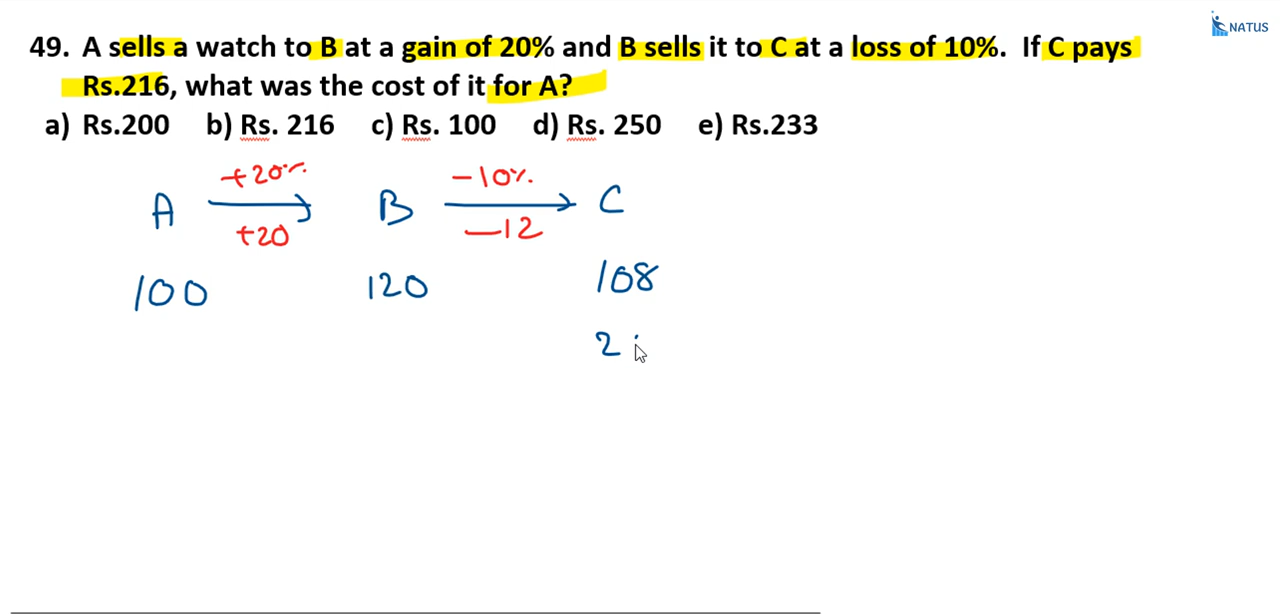 NATUS
49. A sells a watch to B at a gain of 20% and B sells it to C at a loss of 10%. If C pays
Rs.216, what was the cost of it for A?
a) Rs.200 b) Rs. 216 c) Rs. 100 d) Rs. 250 e) Rs.233
+20% -10%
A B C
+20 -12
100 120 108
2